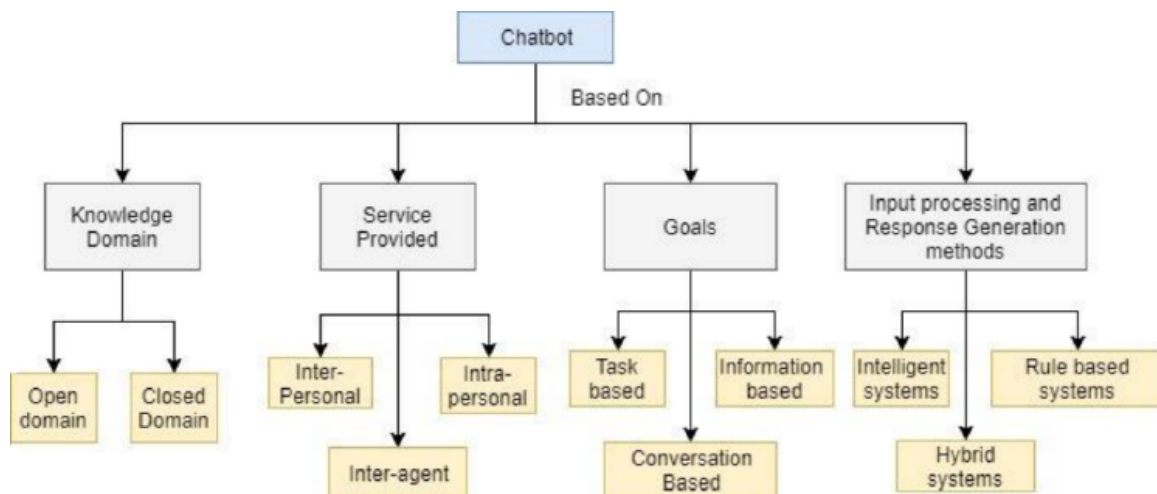 Chatbot
Based On
Knowledge
Domain
Service
Provided
Goals
Input processing and
Response Generation
methods
Open
domain
Closed
Domain
Inter-
Personal
Intra-
personal
Inter-agent
Task
based
Information
based
Conversation
Based
Intelligent
systems
Rule based
systems
Hybrid
systems